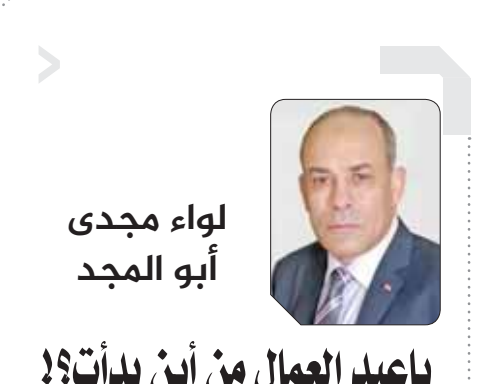 لواء مجدى
أبو المجد
ياعيد العمال من أين بدأت؟!